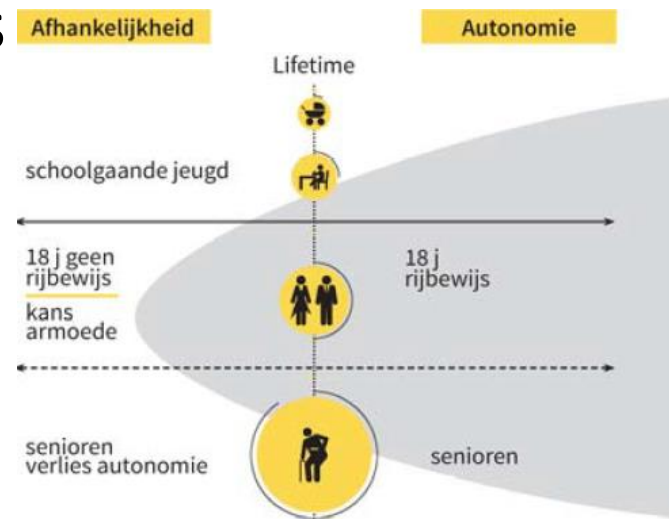 Afhankelijkheid
Autonomie
Lifetime
schoolgaande jeugd
18 j geen
rijbewijs
kans
armoede
18 j
rijbewijs
senioren
verlies autonomie
senioren